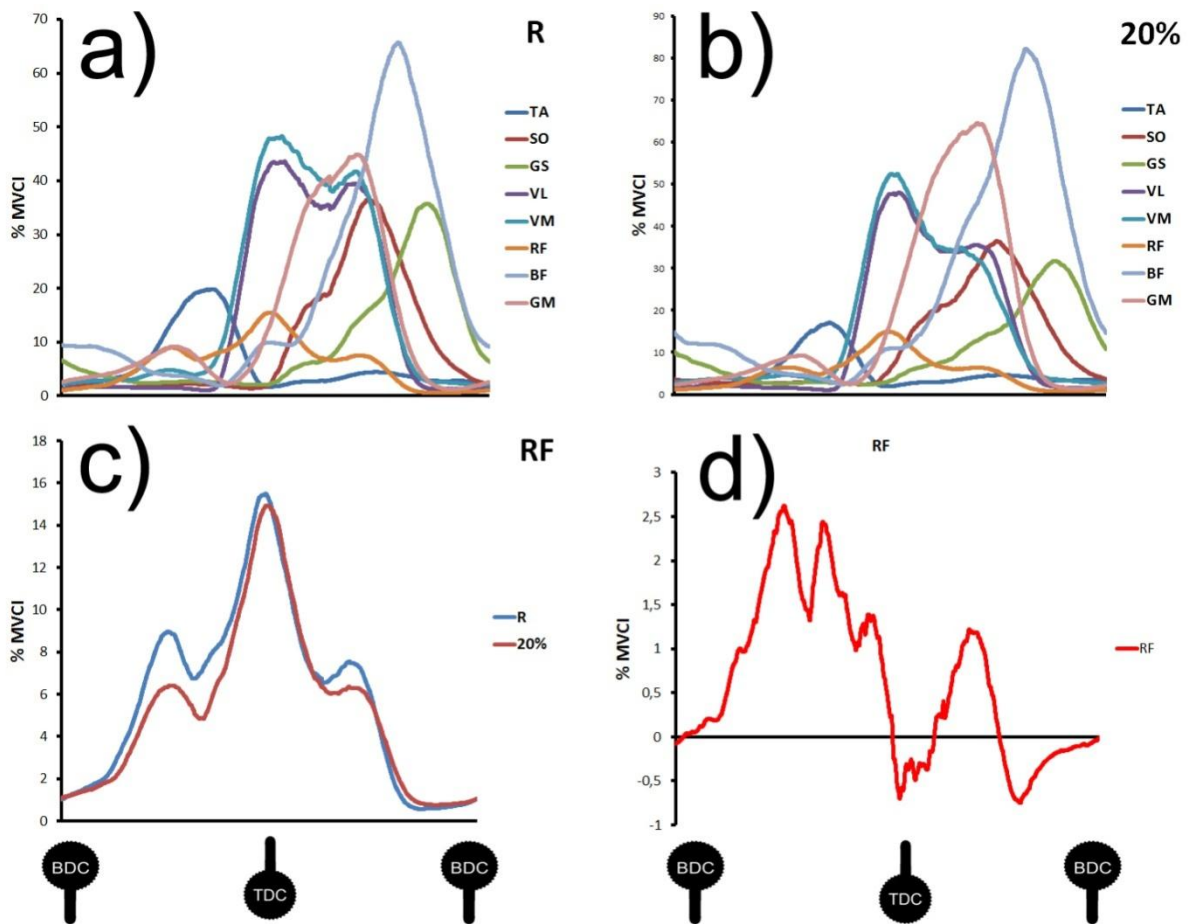 a)
R
70
60
50
40
30
20
10
0
% MVCI
TA
SO
GS
VL
VM
RF
BF
GM
b)
20%
90
80
70
60
50
40
30
20
10
0
% MVCI
TA
SO
GS
VL
VM
RF
BF
GM
c)
RF
18
16
14
12
10
8
6
4
2
0
% MVCI
R
20%
d)
RF
3
2,5
2
1,5
1
0,5
0
-0,5
-1
% MVCI
RF
BDC
TDC
BDC
BDC
TDC
BDC